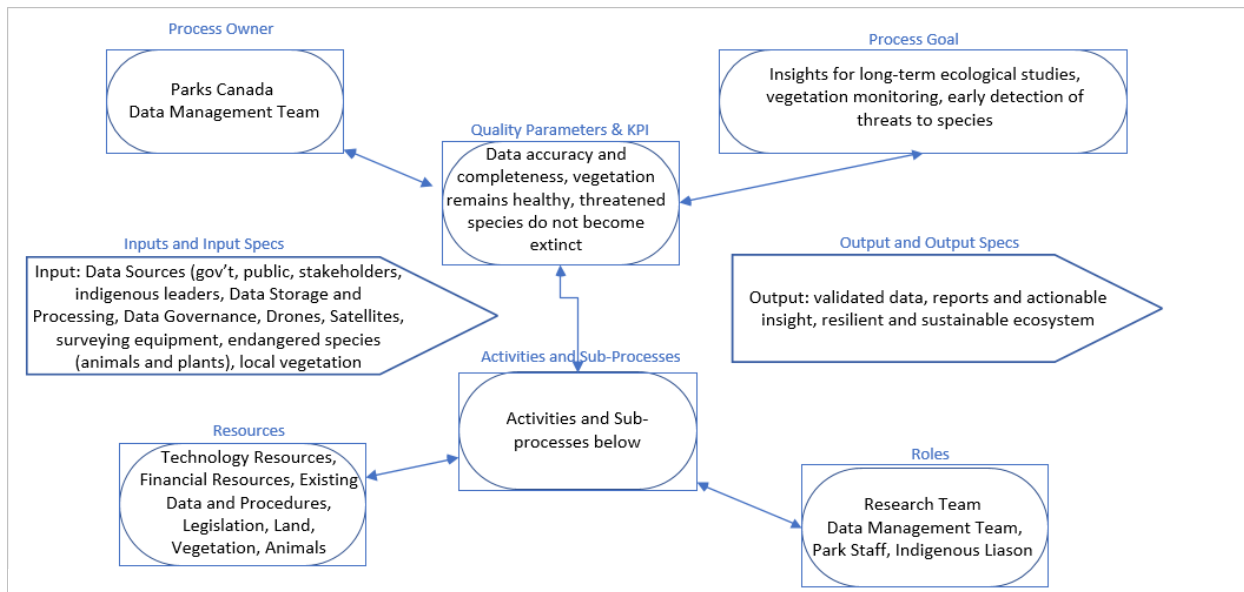 Process Owner
Parks Canada
Data Management Team
Process Goal
Insights for long-term ecological studies,
vegetation monitoring, early detection of
threats to species
Quality Parameters & KPI
Data accuracy and
completeness, vegetation
remains healthy, threatened
species do not become
extinct
Inputs and Input Specs
Input: Data Sources (gov’t, public, stakeholders,
indigenous leaders, Data Storage and
Processing, Data Governance, Drones, Satellites,
surveying equipment, endangered species
(animals and plants), local vegetation
Output and Output Specs
Output: validated data, reports and actionable
insight, resilient and sustainable ecosystem
Activities and Sub-Processes
Activities and Sub-
processes below
Resources
Technology Resources,
Financial Resources, Existing
Data and Procedures,
Legislation, Land,
Vegetation, Animals
Roles
Research Team
Data Management Team,
Park Staff, Indigenous Liason